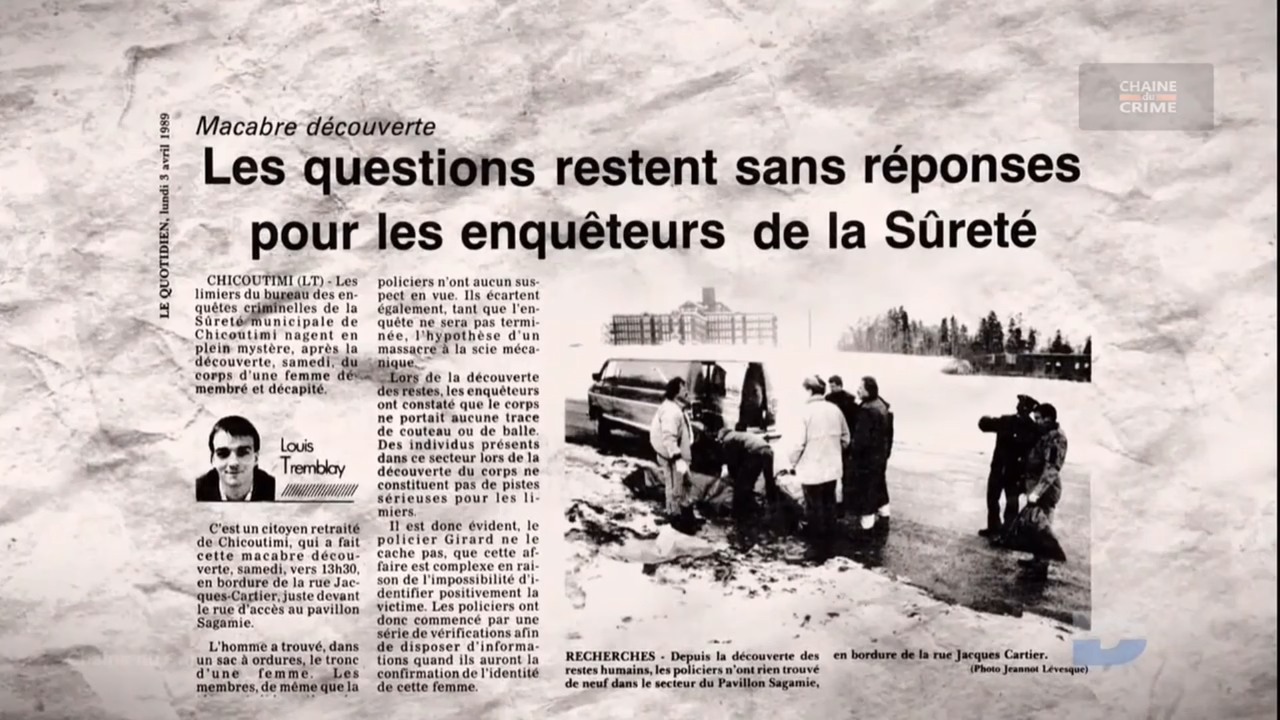 CHAINE
du
CRIME
LE QUOTIDIEN, lundi 3 avril 1989
Macabre découverte
Les questions restent sans réponses
pour les enquêteurs de la Sûreté
CHICOUTIMI (LT) - Les
limiers du bureau des en-
quêtes criminelles de la
Sûreté municipale de
Chicoutimi nagent en
plein mystère, après la
découverte, samedi, du
corps d'une femme dé-
membré et décapité.
Louis
Tremblay
C'est un citoyen retraité
de Chicoutimi, qui a fait
cette macabre décou-
verte, samedi, vers 13h30,
en bordure de la rue Jac-
ques-Cartier, juste devant
le rue d'accès au pavillon
Sagamie.
L'homme a trouvé, dans
un sac à ordures, le tronc
d'une femme. Les
membres, de même que la
policiers n'ont aucun sus-
pect en vue. Ils écartent
également, tant que l'en-
quête ne sera pas termi-
née, l'hypothèse d'un
massacre à la scie méca-
nique.
Lors de la découverte
des restes, les enquêteurs
ont constaté que le corps
ne portait aucune trace
de couteau ou de balle.
Des individus présents
dans ce secteur lors de la
découverte du corps ne
constituent pas de pistes
sérieuses pour les li-
miers.
Il est donc évident, le
policier Girard ne le
cache pas, que cette af-
faire est complexe en rai-
son de l'impossibilité d'i-
dentifier positivement la
victime. Les policiers ont
donc commencé par une
série de vérifications afin
de disposer d'informa-
tions quand ils auront la
confirmation de l'identité
de cette femme.
RECHERCHES - Depuis la découverte des
restes humains, les policiers n'ont rien trouvé
de neuf dans le secteur du Pavillon Sagamie,
en bordure de la rue Jacques Cartier.
(Photo Jeannot Lévesque)